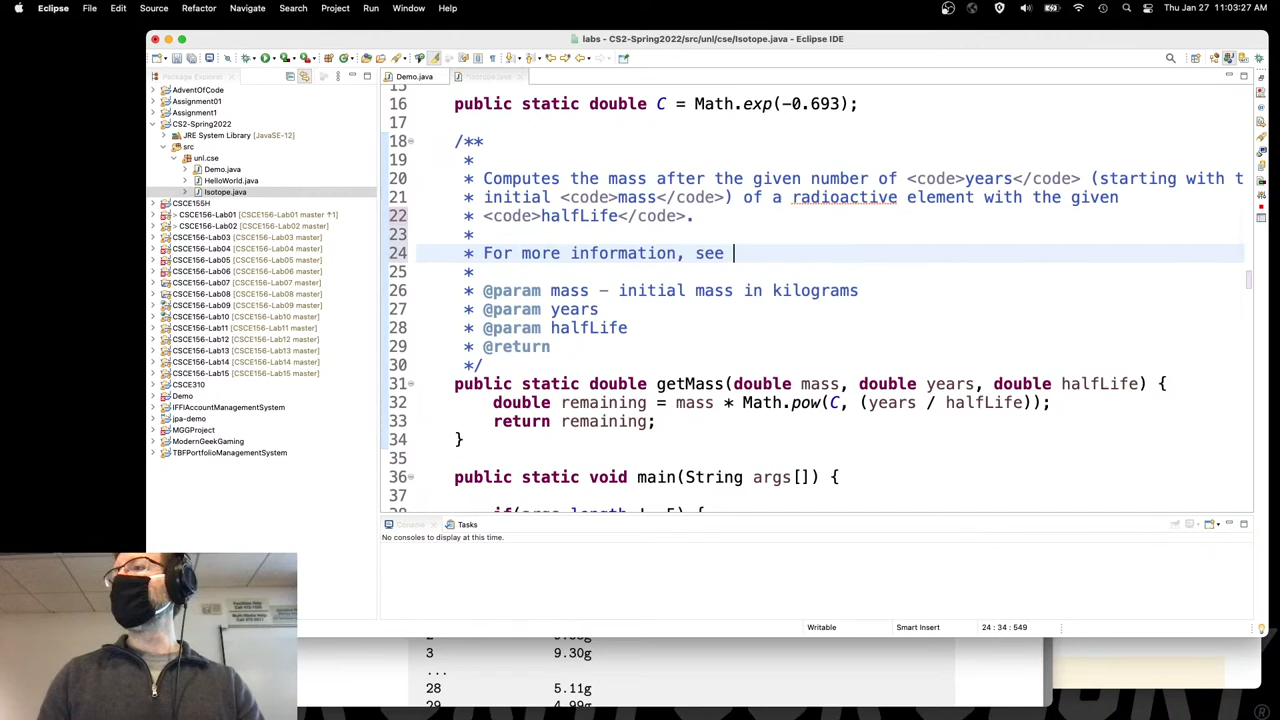 Eclipse File Edit Source Refactor Navigate Search Project Run Window Help Thu Jan 27 11:03:27 AM
labs - CS2-Spring2022/src/unl/cse/Isotope.java - Eclipse IDE
Package Explorer
Demo.java
*Isotope.java
AdventOfCode
Assignment01
Assignment1
CS2-Spring2022
JRE System Library [JavaSE-12]
src
unl.cse
Demo.java
HelloWorld.java
Isotope.java
CSCE155H
> CSCE156-Lab01 [CSCE156-Lab01 master ↑1]
> CSCE156-Lab02 [CSCE156-Lab02 master]
CSCE156-Lab03 [CSCE156-Lab03 master]
CSCE156-Lab04 [CSCE156-Lab04 master]
CSCE156-Lab05 [CSCE156-Lab05 master]
CSCE156-Lab06 [CSCE156-Lab06 master]
CSCE156-Lab07 [CSCE156-Lab07 master]
CSCE156-Lab08 [CSCE156-Lab08 master]
CSCE156-Lab09 [CSCE156-Lab09 master]
CSCE156-Lab10 [CSCE156-Lab10 master]
CSCE156-Lab11 [CSCE156-Lab11 master]
CSCE156-Lab12 [CSCE156-Lab12 master]
CSCE156-Lab13 [CSCE156-Lab13 master]
CSCE156-Lab14 [CSCE156-Lab14 master]
CSCE156-Lab15 [CSCE156-Lab15 master]
CSCE310
Demo
IFFIAccountManagementSystem
jpa-demo
MGGProject
ModernGeekGaming
TBFPortfolioManagementSystem
15
16 public static double C = Math.exp(-0.693);
17
18 /**
19 *
20 * Computes the mass after the given number of <code>years</code> (starting with t
21 * initial <code>mass</code>) of a radioactive element with the given
22 * <code>halfLife</code>.
23 *
24 * For more information, see
25 *
26 * @param mass - initial mass in kilograms
27 * @param years
28 * @param halfLife
29 * @return
30 */
31 public static double getMass(double mass, double years, double halfLife) {
32 double remaining = mass * Math.pow(C, (years / halfLife));
33 return remaining;
34 }
35
36 public static void main(String args[]) {
37
Console Tasks
No consoles to display at this time.
Writable Smart Insert 24 : 34 : 549
3 9.30g
...
28 5.11g
29 4.99g